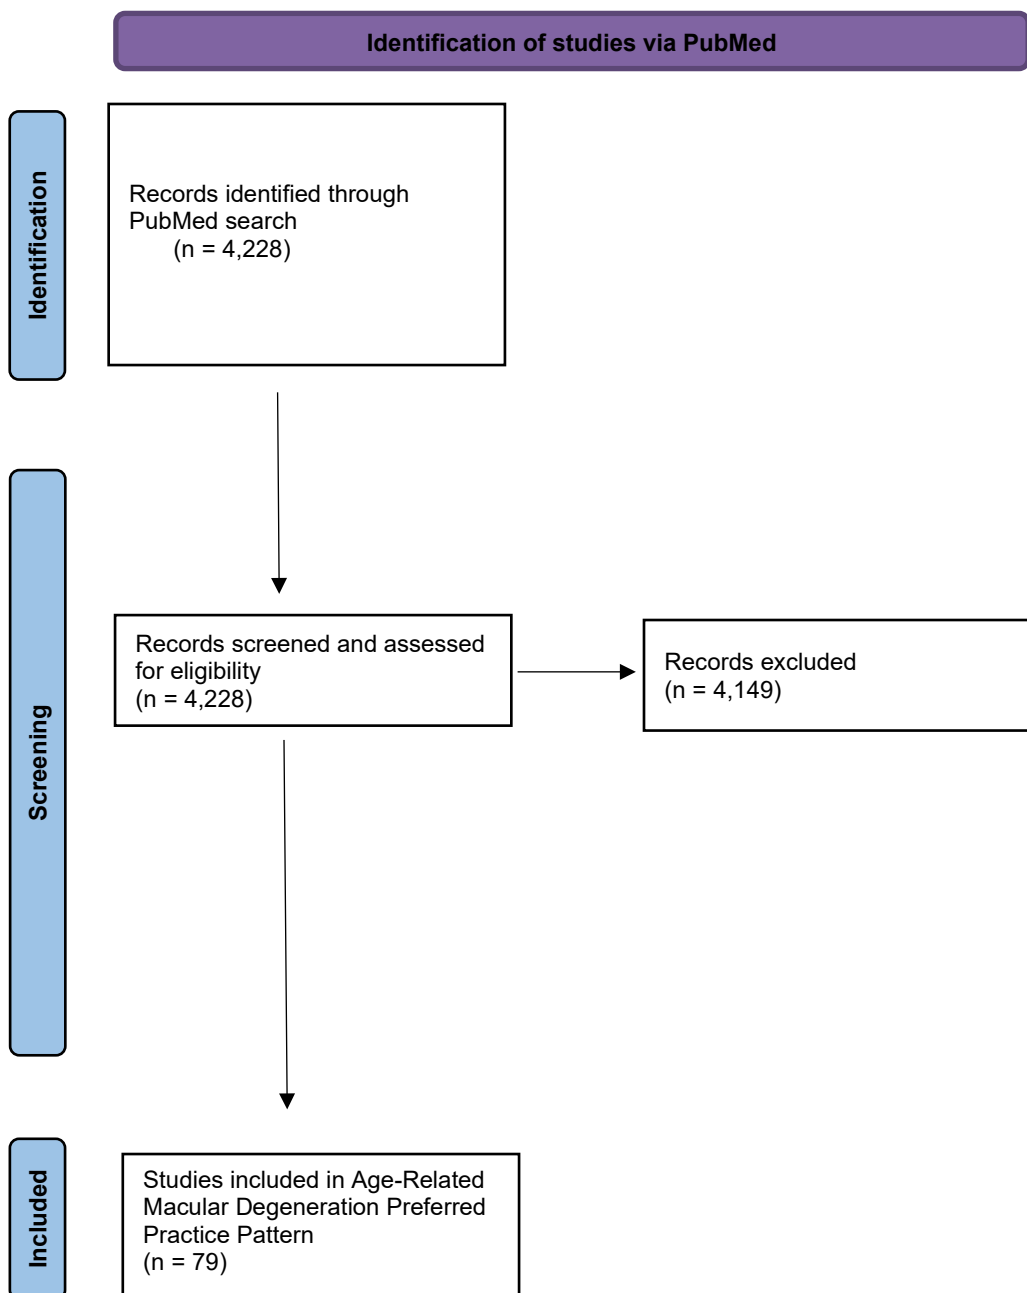 Identification of studies via PubMed
Identification
Records identified through
PubMed search
(n = 4,228)
Screening
Records screened and assessed
for eligibility
(n = 4,228)
Records excluded
(n = 4,149)
Included
Studies included in Age-Related
Macular Degeneration Preferred
Practice Pattern
(n = 79)